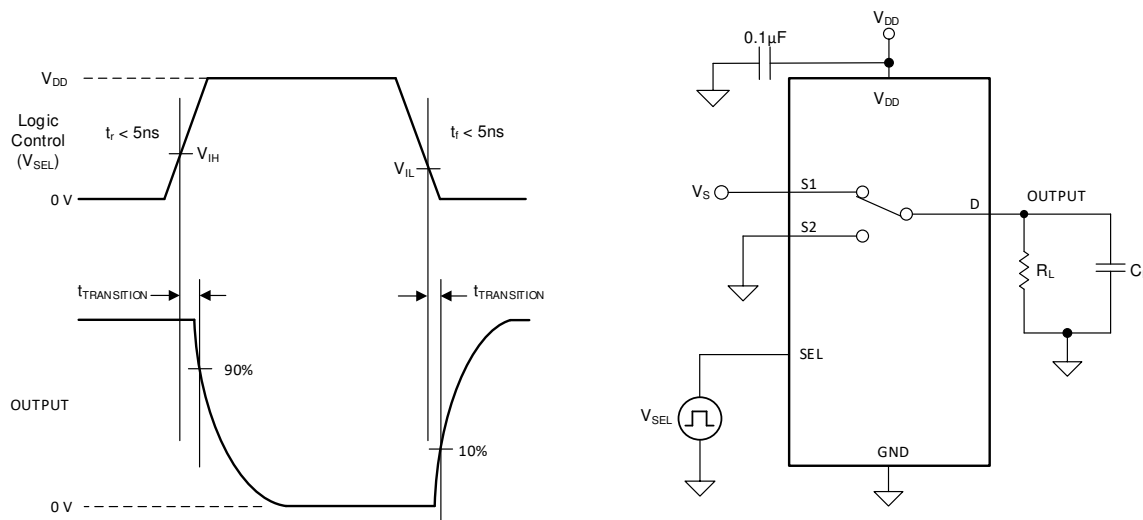 V_DD
Logic
Control
(V_SEL)
t_r < 5ns
V_IH
t_f < 5ns
V_IL
0 V
t_TRANSITION
t_TRANSITION
90%
OUTPUT
10%
0 V
V_DD
0.1µF
V_DD
V_S
S1
D
OUTPUT
S2
R_L
C
SEL
V_SEL
GND